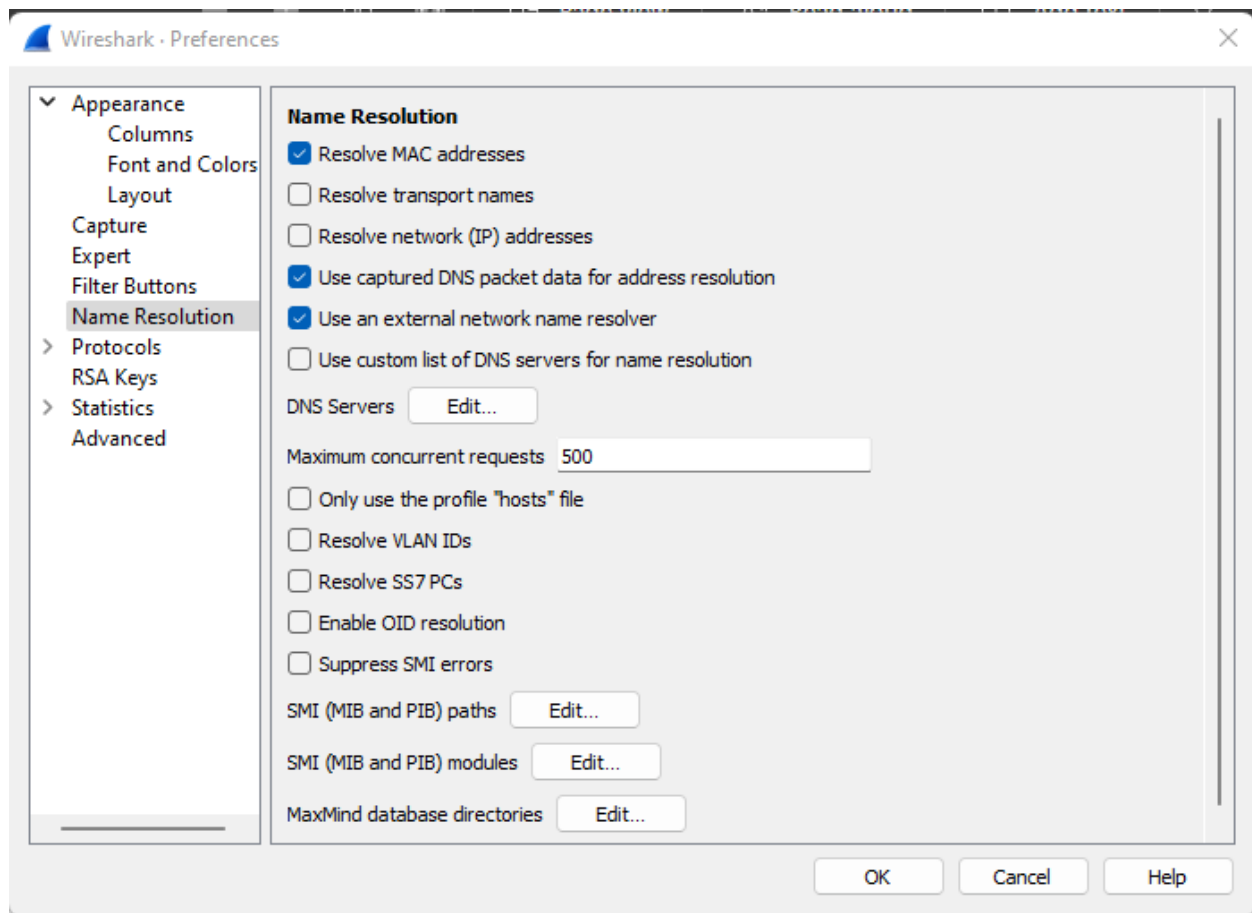 Wireshark · Preferences
Appearance
Columns
Font and Colors
Layout
Capture
Expert
Filter Buttons
Name Resolution
Protocols
RSA Keys
Statistics
Advanced
Name Resolution
Resolve MAC addresses
Resolve transport names
Resolve network (IP) addresses
Use captured DNS packet data for address resolution
Use an external network name resolver
Use custom list of DNS servers for name resolution
DNS Servers Edit...
Maximum concurrent requests 500
Only use the profile "hosts" file
Resolve VLAN IDs
Resolve SS7 PCs
Enable OID resolution
Suppress SMI errors
SMI (MIB and PIB) paths Edit...
SMI (MIB and PIB) modules Edit...
MaxMind database directories Edit...
OK Cancel Help